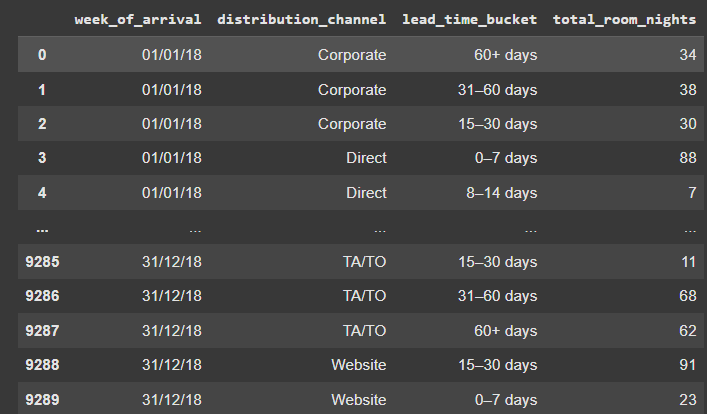 week_of_arrival distribution_channel lead_time_bucket total_room_nights
0 01/01/18 Corporate 60+ days 34
1 01/01/18 Corporate 31–60 days 38
2 01/01/18 Corporate 15–30 days 30
3 01/01/18 Direct 0–7 days 88
4 01/01/18 Direct 8–14 days 7
... ... ... ... ...
9285 31/12/18 TA/TO 15–30 days 11
9286 31/12/18 TA/TO 31–60 days 68
9287 31/12/18 TA/TO 60+ days 62
9288 31/12/18 Website 15–30 days 91
9289 31/12/18 Website 0–7 days 23